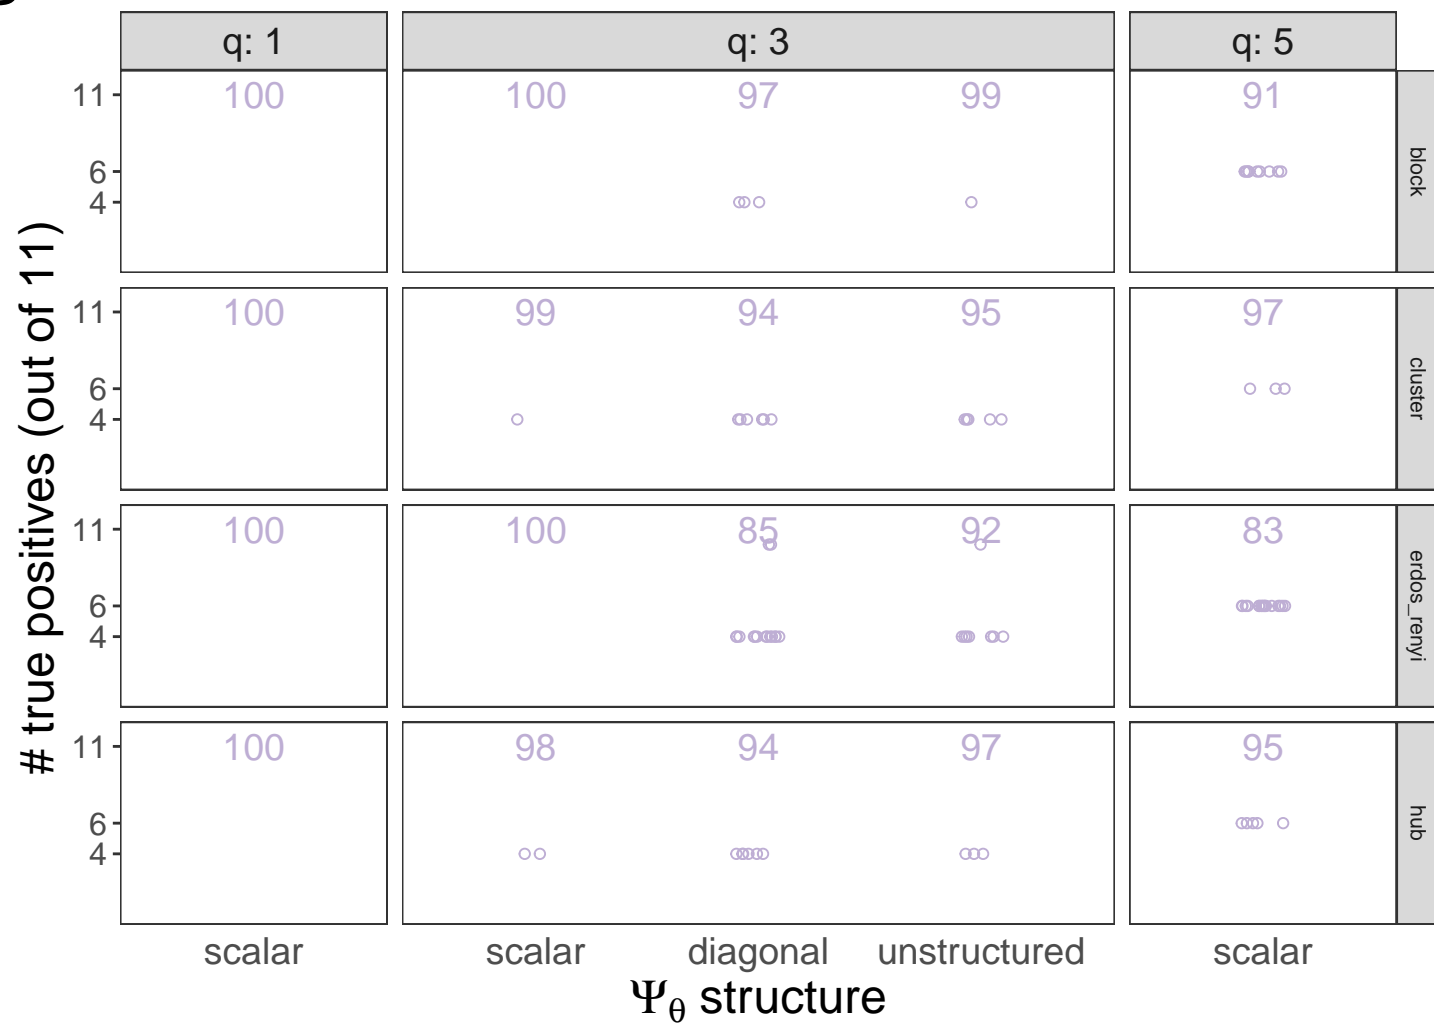 q: 1 q: 3 q: 5
11 100 100 97 99 91
6
4
block
11 100 99 94 95 97
6
4
cluster
11 100 100 85 92 83
6
4
erdos_renyi
11 100 98 94 97 95
6
4
hub
# true positives (out of 11)
scalar scalar diagonal unstructured scalar
Ψθ structure